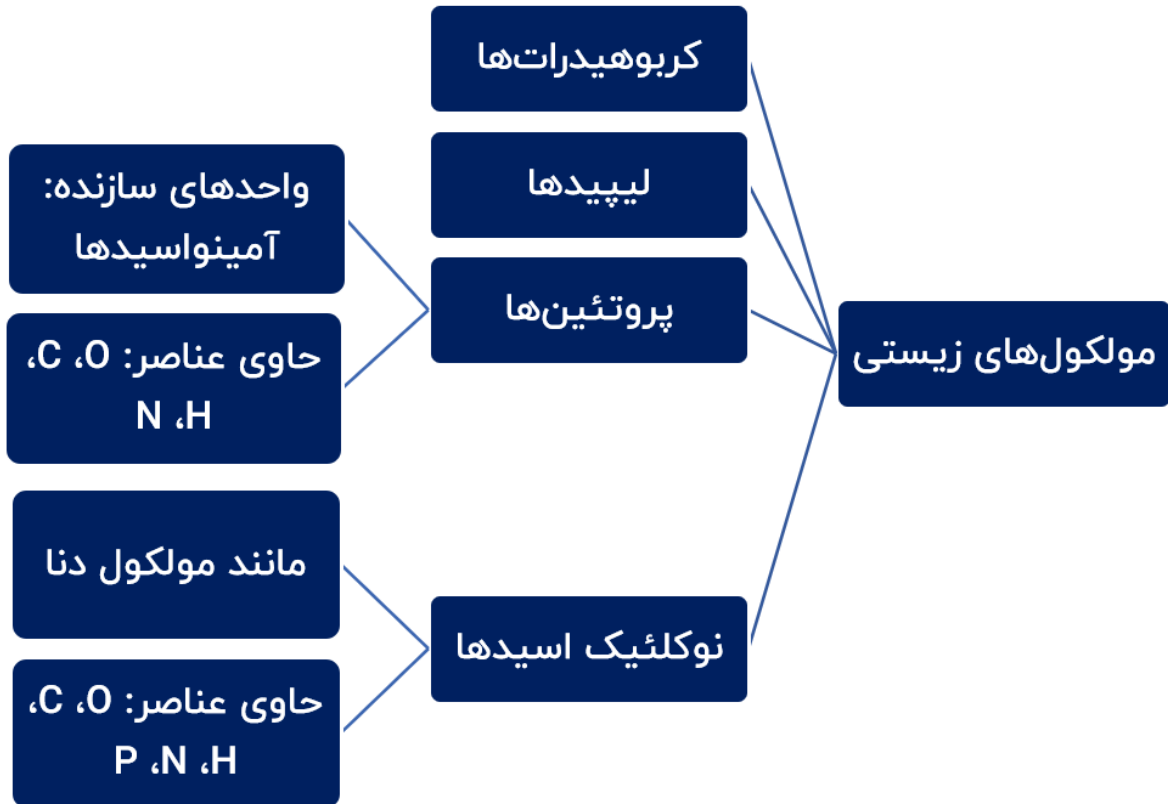 مولکول‌های زیستی
کربوهیدرات‌ها
لیپیدها
پروتئین‌ها
واحدهای سازنده:
آمینواسیدها
حاوی عناصر: C ،O،
N ،H
نوکلئیک اسیدها
مانند مولکول دنا
حاوی عناصر: C ،O،
P ،N ،H